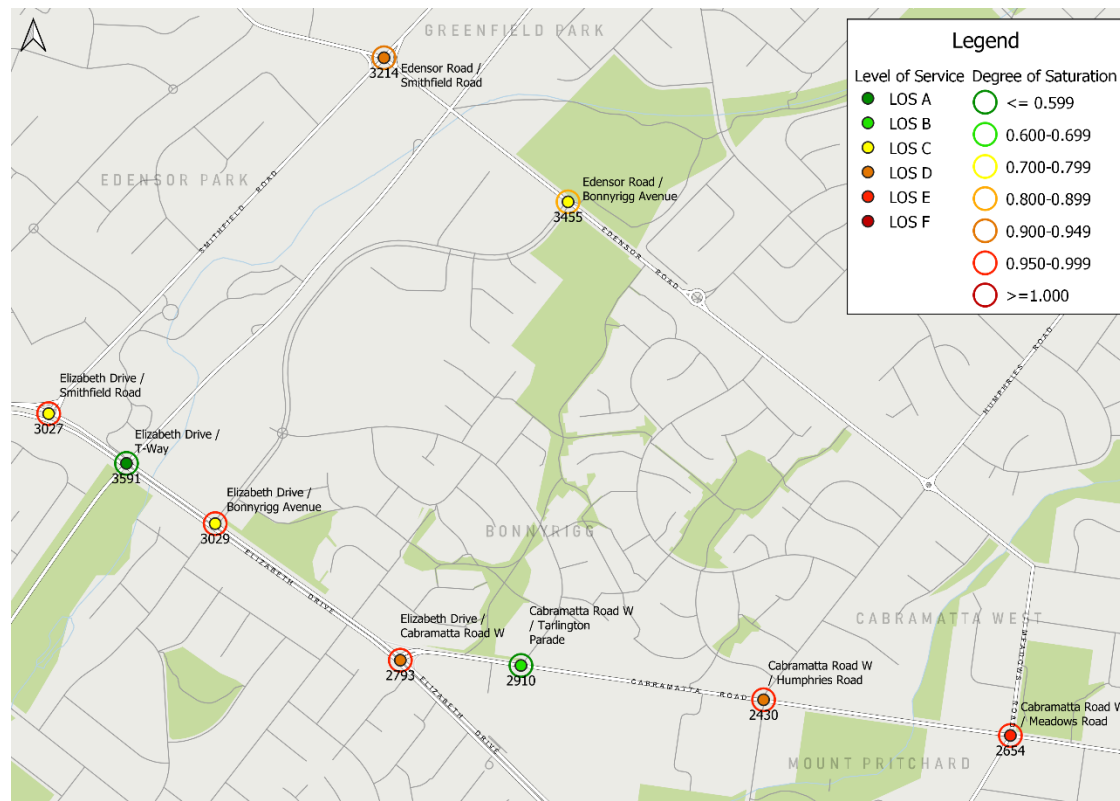 GREENFIELD PARK
3214
Edensor Road /
Smithfield Road
EDENSOR PARK
SMITHFIELD ROAD
Edensor Road /
Bonnyrigg Avenue
3455
EDENSOR ROAD
HUMPHRIES ROAD
Legend
Level of Service
LOS A
LOS B
LOS C
LOS D
LOS E
LOS F
Degree of Saturation
<= 0.599
0.600-0.699
0.700-0.799
0.800-0.899
0.900-0.949
0.950-0.999
>=1.000
Elizabeth Drive /
Smithfield Road
3027
Elizabeth Drive /
T-Way
3591
Elizabeth Drive /
Bonnyrigg Avenue
3029
BONNYRIGG
ELIZABETH DRIVE
Elizabeth Drive /
Cabramatta Road W
2793
ELIZABETH DRIVE
Cabramatta Road W
/ Tarlington
Parade
2910
CABRAMATTA ROAD
CABRAMATTA WEST
MEADOWS ROAD
Cabramatta Road W
/ Humphries Road
2430
Cabramatta Road W
/ Meadows Road
2654
MOUNT PRITCHARD